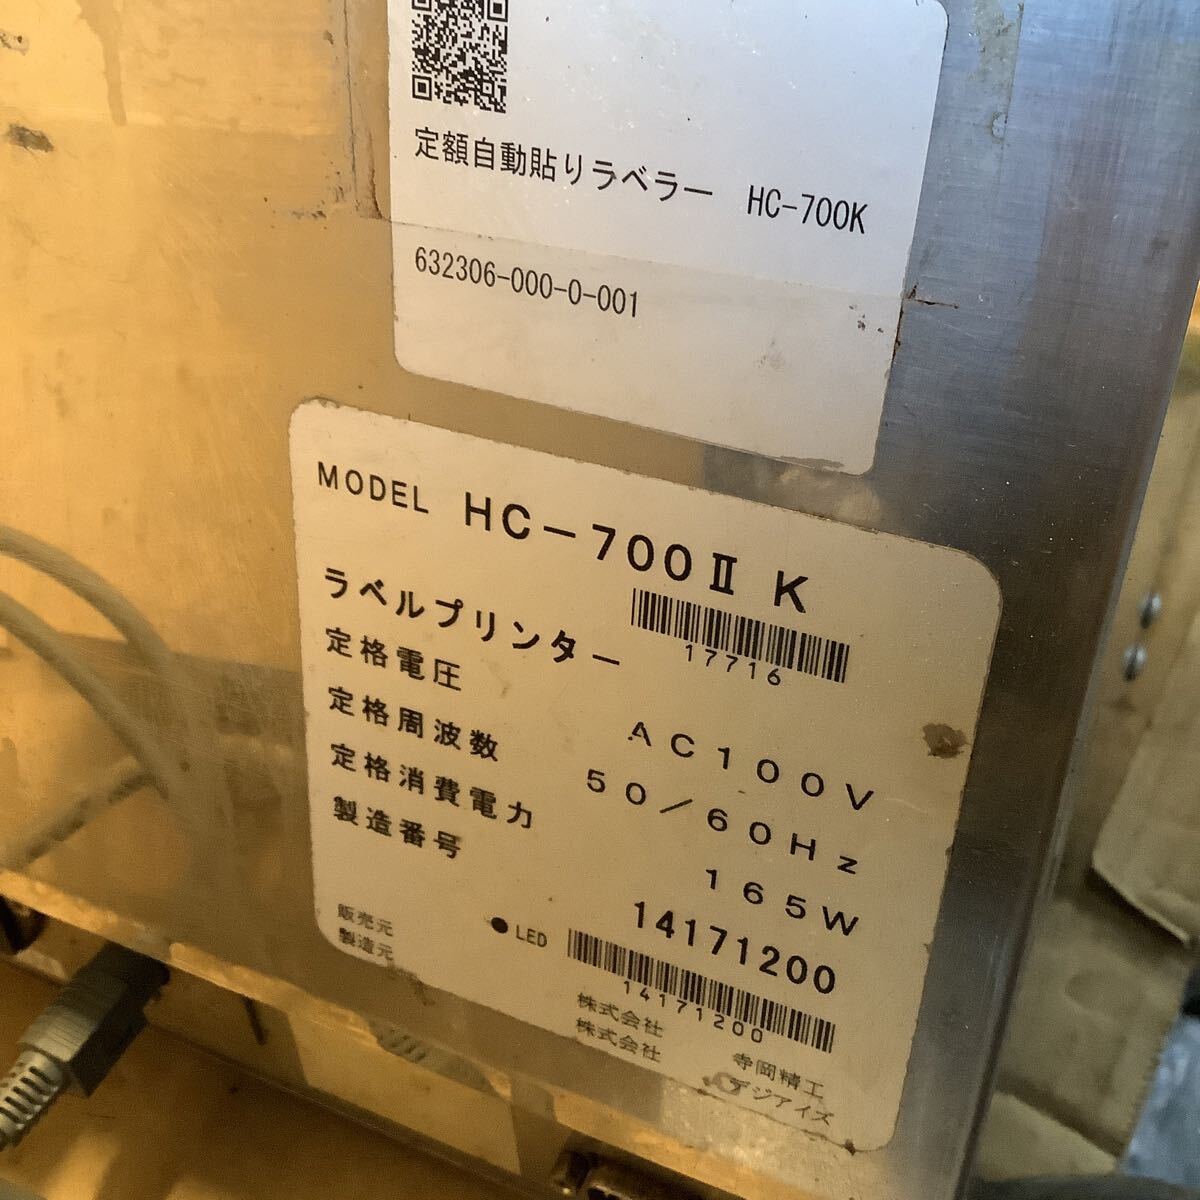 定額自動貼りラベラー HC-700K
632306-000-0-001
MODEL HC-700Ⅱ K
ラベルプリンター
17716
定格電圧 AC100V
定格周波数 50/60Hz
定格消費電力 165W
製造番号 14171200
LED
14171200
販売元 株式会社 寺岡精工
製造元 株式会社 デジアイズ